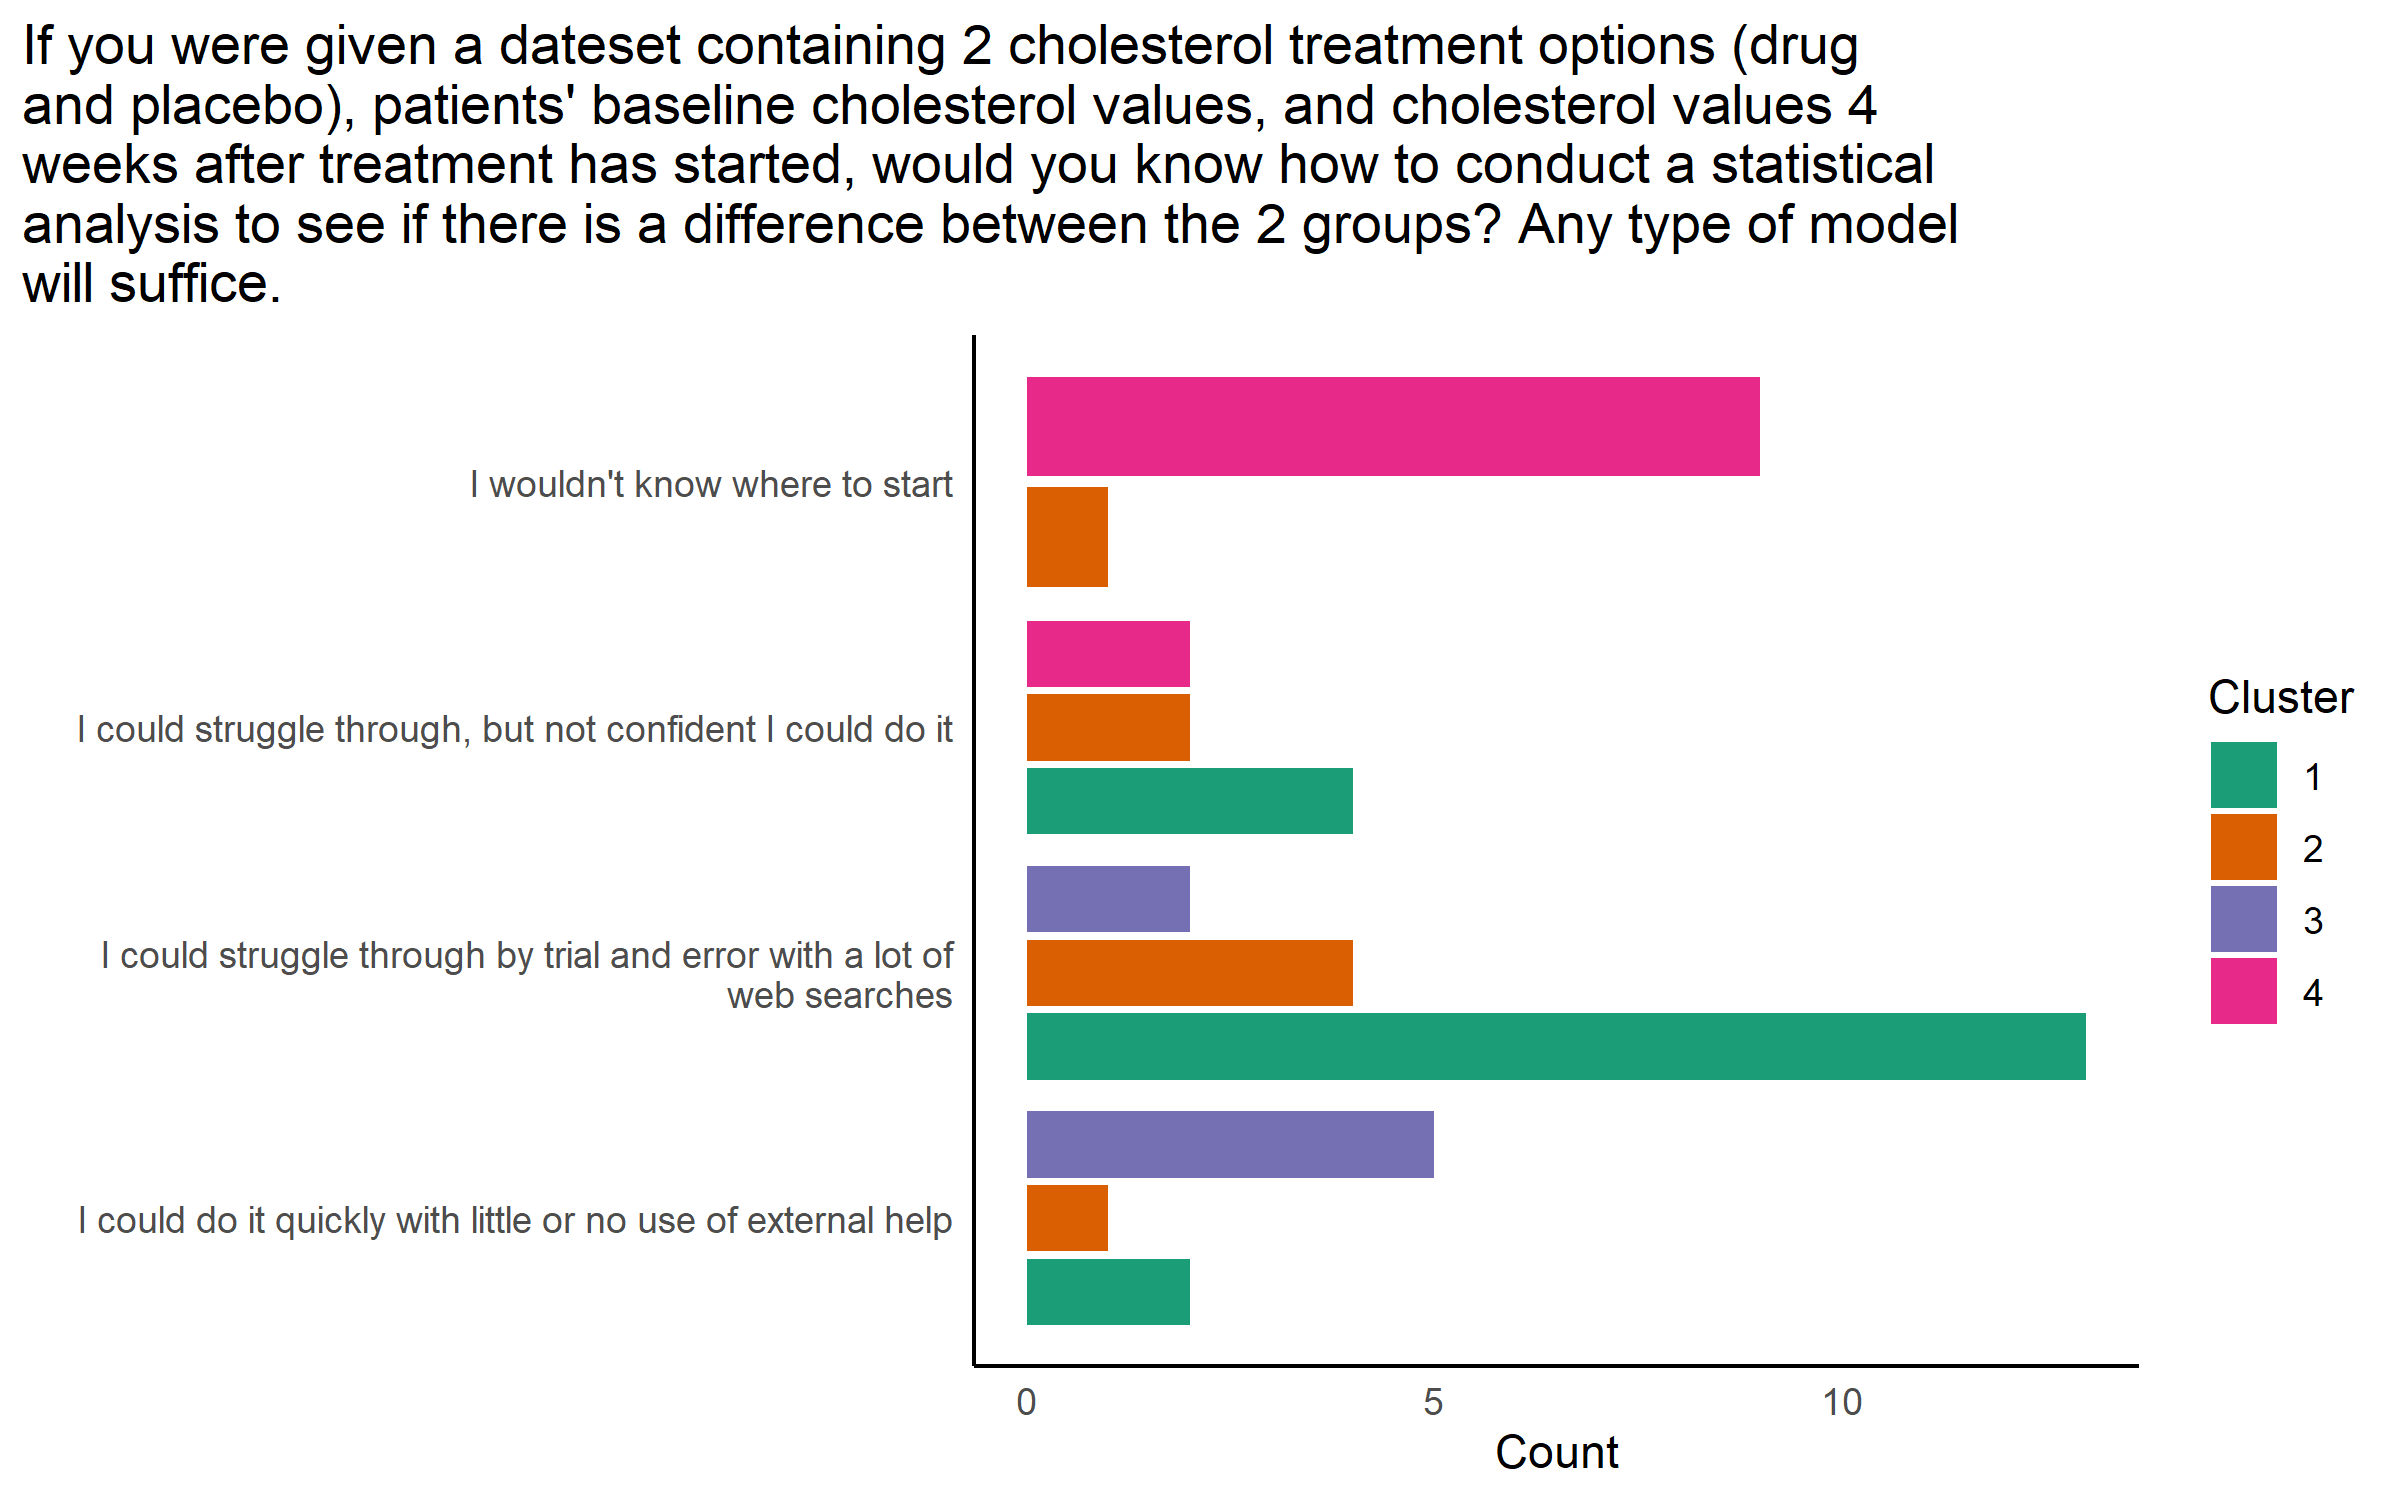 If you were given a dateset containing 2 cholesterol treatment options (drug
and placebo), patients' baseline cholesterol values, and cholesterol values 4
weeks after treatment has started, would you know how to conduct a statistical
analysis to see if there is a difference between the 2 groups? Any type of model
will suffice.
I wouldn't know where to start
I could struggle through, but not confident I could do it
I could struggle through by trial and error with a lot of
web searches
I could do it quickly with little or no use of external help
0 5 10
Count
Cluster
1
2
3
4